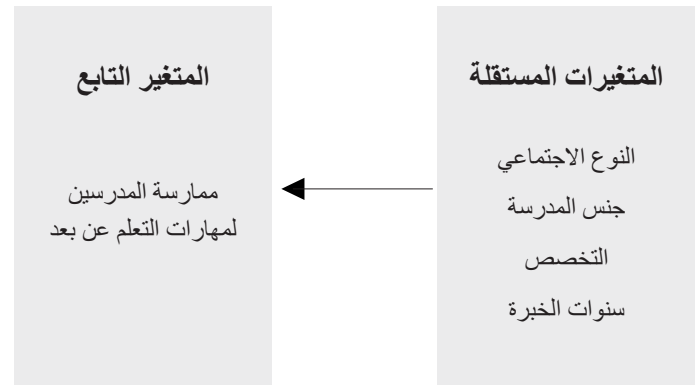 المتغيرات المستقلة
النوع الاجتماعي
جنس المدرسة
التخصص
سنوات الخبرة
المتغير التابع
ممارسة المدرسين
لمهارات التعلم عن بعد